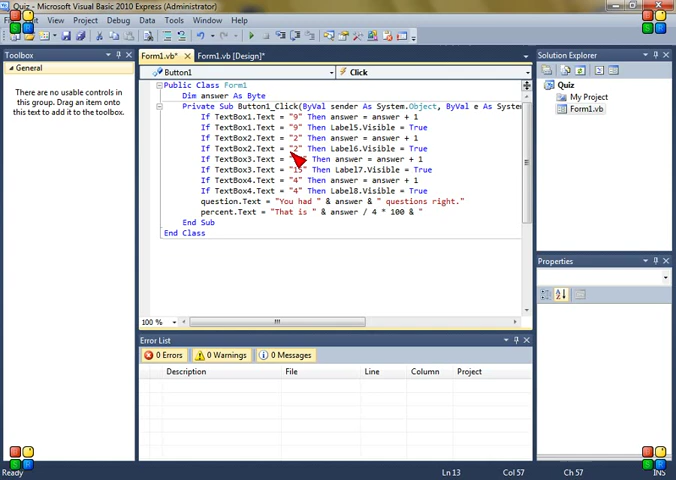 Quiz - Microsoft Visual Basic 2010 Express (Administrator)
View Project Debug Data Tools Window Help
Toolbox
General
There are no usable controls in
this group. Drag an item onto
this text to add it to the toolbox.
Form1.vb* Form1.vb [Design]*
Button1 Click
Public Class Form1
Dim answer As Byte
Private Sub Button1_Click(ByVal sender As System.Object, ByVal e As System
If TextBox1.Text = "9" Then answer = answer + 1
If TextBox1.Text = "9" Then Label5.Visible = True
If TextBox2.Text = "2" Then answer = answer + 1
If TextBox2.Text = "2" Then Label6.Visible = True
If TextBox3.Text = Then answer = answer + 1
If TextBox3.Text = "15" Then Label7.Visible = True
If TextBox4.Text = "4" Then answer = answer + 1
If TextBox4.Text = "4" Then Label8.Visible = True
question.Text = "You had " & answer & " questions right."
percent.Text = "That is " & answer / 4 * 100 & "
End Sub
End Class
100 %
Error List
0 Errors 0 Warnings 0 Messages
Description File Line Column Project
Solution Explorer
Quiz
My Project
Form1.vb
Properties
Ready Ln 13 Col 57 Ch 57 INS